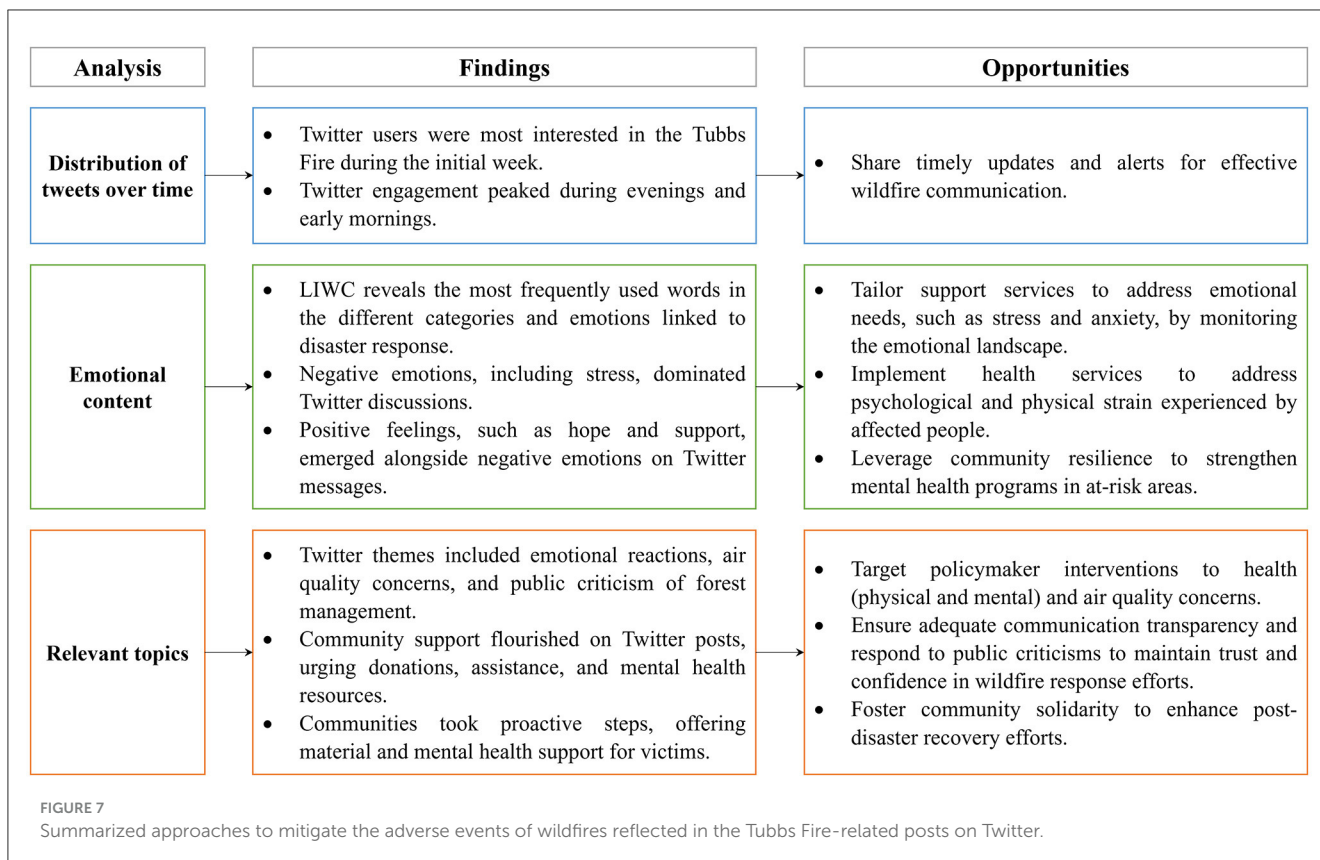 Analysis
Findings
Opportunities
Distribution of
tweets over time
• Twitter users were most interested in the Tubbs
Fire during the initial week.
• Twitter engagement peaked during evenings and
early mornings.
• Share timely updates and alerts for effective
wildfire communication.
Emotional
content
• LIWC reveals the most frequently used words in
the different categories and emotions linked to
disaster response.
• Negative emotions, including stress, dominated
Twitter discussions.
• Positive feelings, such as hope and support,
emerged alongside negative emotions on Twitter
messages.
• Tailor support services to address emotional
needs, such as stress and anxiety, by monitoring
the emotional landscape.
• Implement health services to address
psychological and physical strain experienced by
affected people.
• Leverage community resilience to strengthen
mental health programs in at-risk areas.
Relevant topics
• Twitter themes included emotional reactions, air
quality concerns, and public criticism of forest
management.
• Community support flourished on Twitter posts,
urging donations, assistance, and mental health
resources.
• Communities took proactive steps, offering
material and mental health support for victims.
• Target policymaker interventions to health
(physical and mental) and air quality concerns.
• Ensure adequate communication transparency and
respond to public criticisms to maintain trust and
confidence in wildfire response efforts.
• Foster community solidarity to enhance post-
disaster recovery efforts.
FIGURE 7
Summarized approaches to mitigate the adverse events of wildfires reflected in the Tubbs Fire-related posts on Twitter.